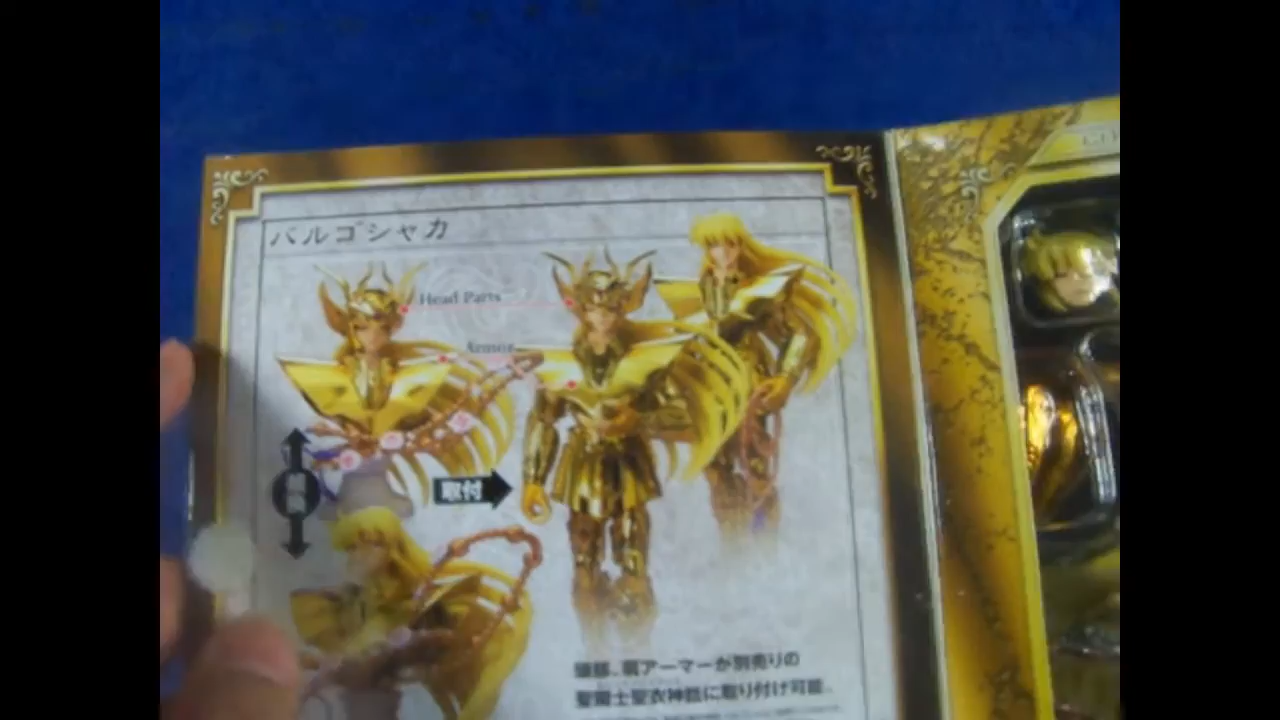 バルゴシャカ
Head Parts
Armor
取付
頭部、肩アーマーが別売りの
聖闘士聖衣神話に取り付け可能。